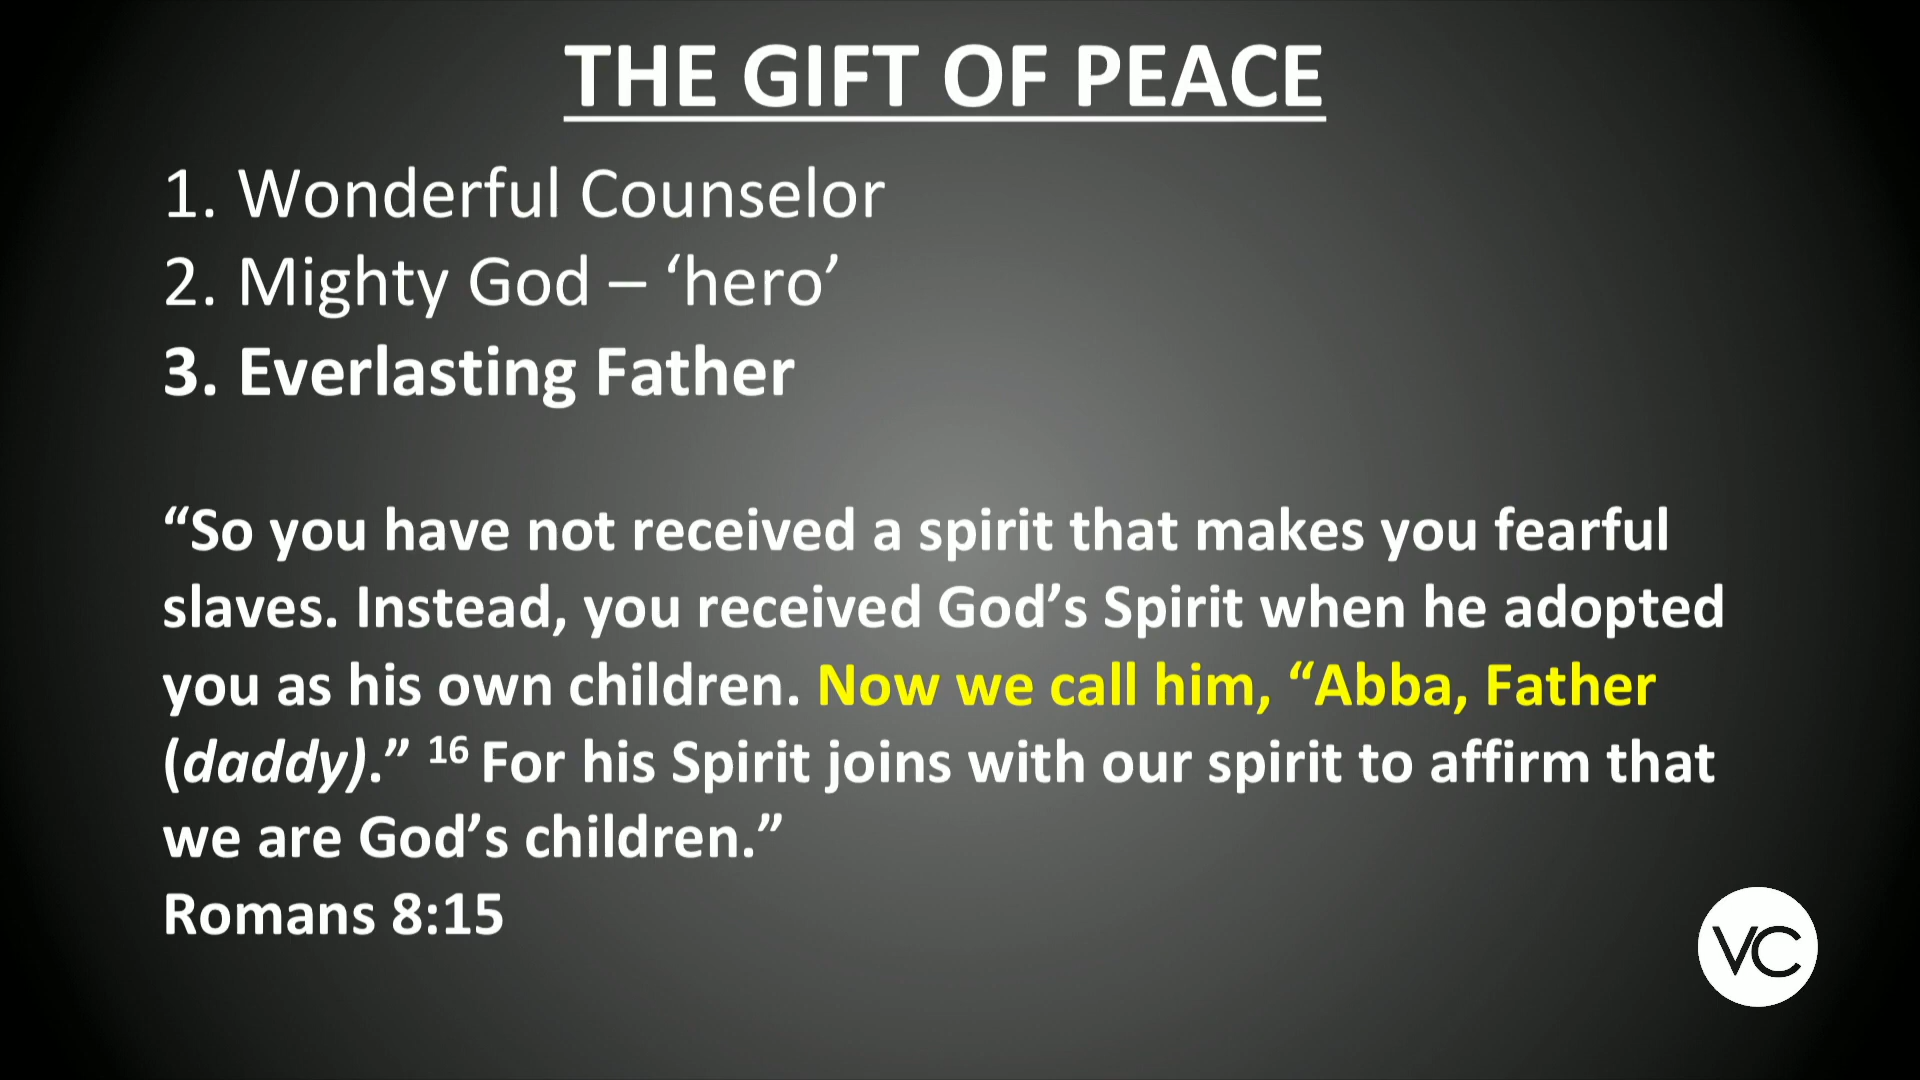 THE GIFT OF PEACE
1. Wonderful Counselor
2. Mighty God – ‘hero’
3. Everlasting Father
“So you have not received a spirit that makes you fearful
slaves. Instead, you received God’s Spirit when he adopted
you as his own children. Now we call him, “Abba, Father
(daddy).” 16 For his Spirit joins with our spirit to affirm that
we are God’s children.”
Romans 8:15
VC